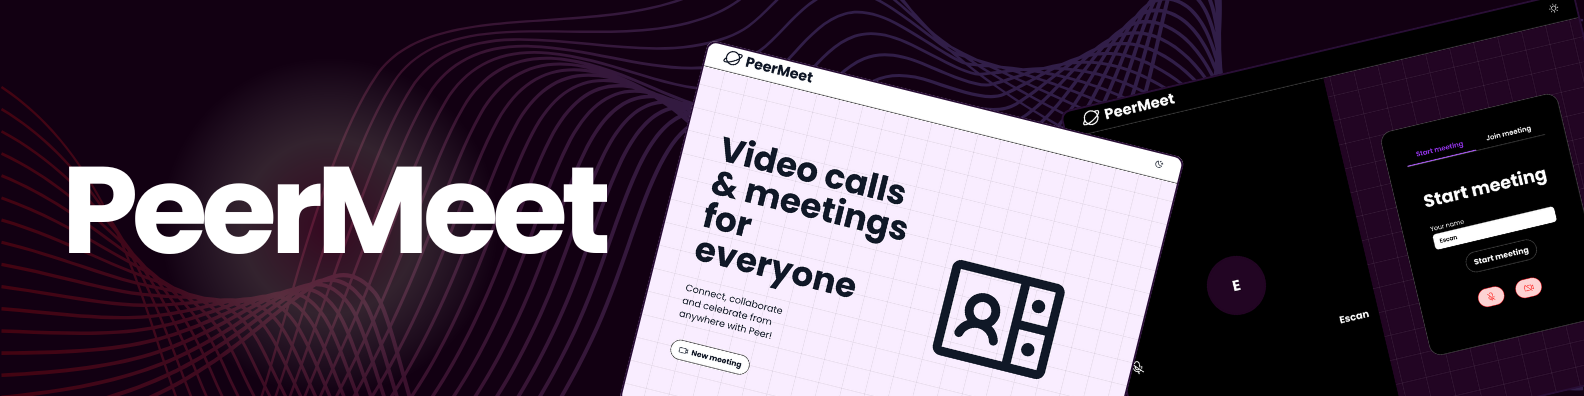 PeerMeet
PeerMeet
Video calls
& meetings
for
everyone
Connect, collaborate
and celebrate from
anywhere with Peer!
New meeting
PeerMeet
E
Escan
Start meeting
Join meeting
Start meeting
Your name
Escan
Start meeting